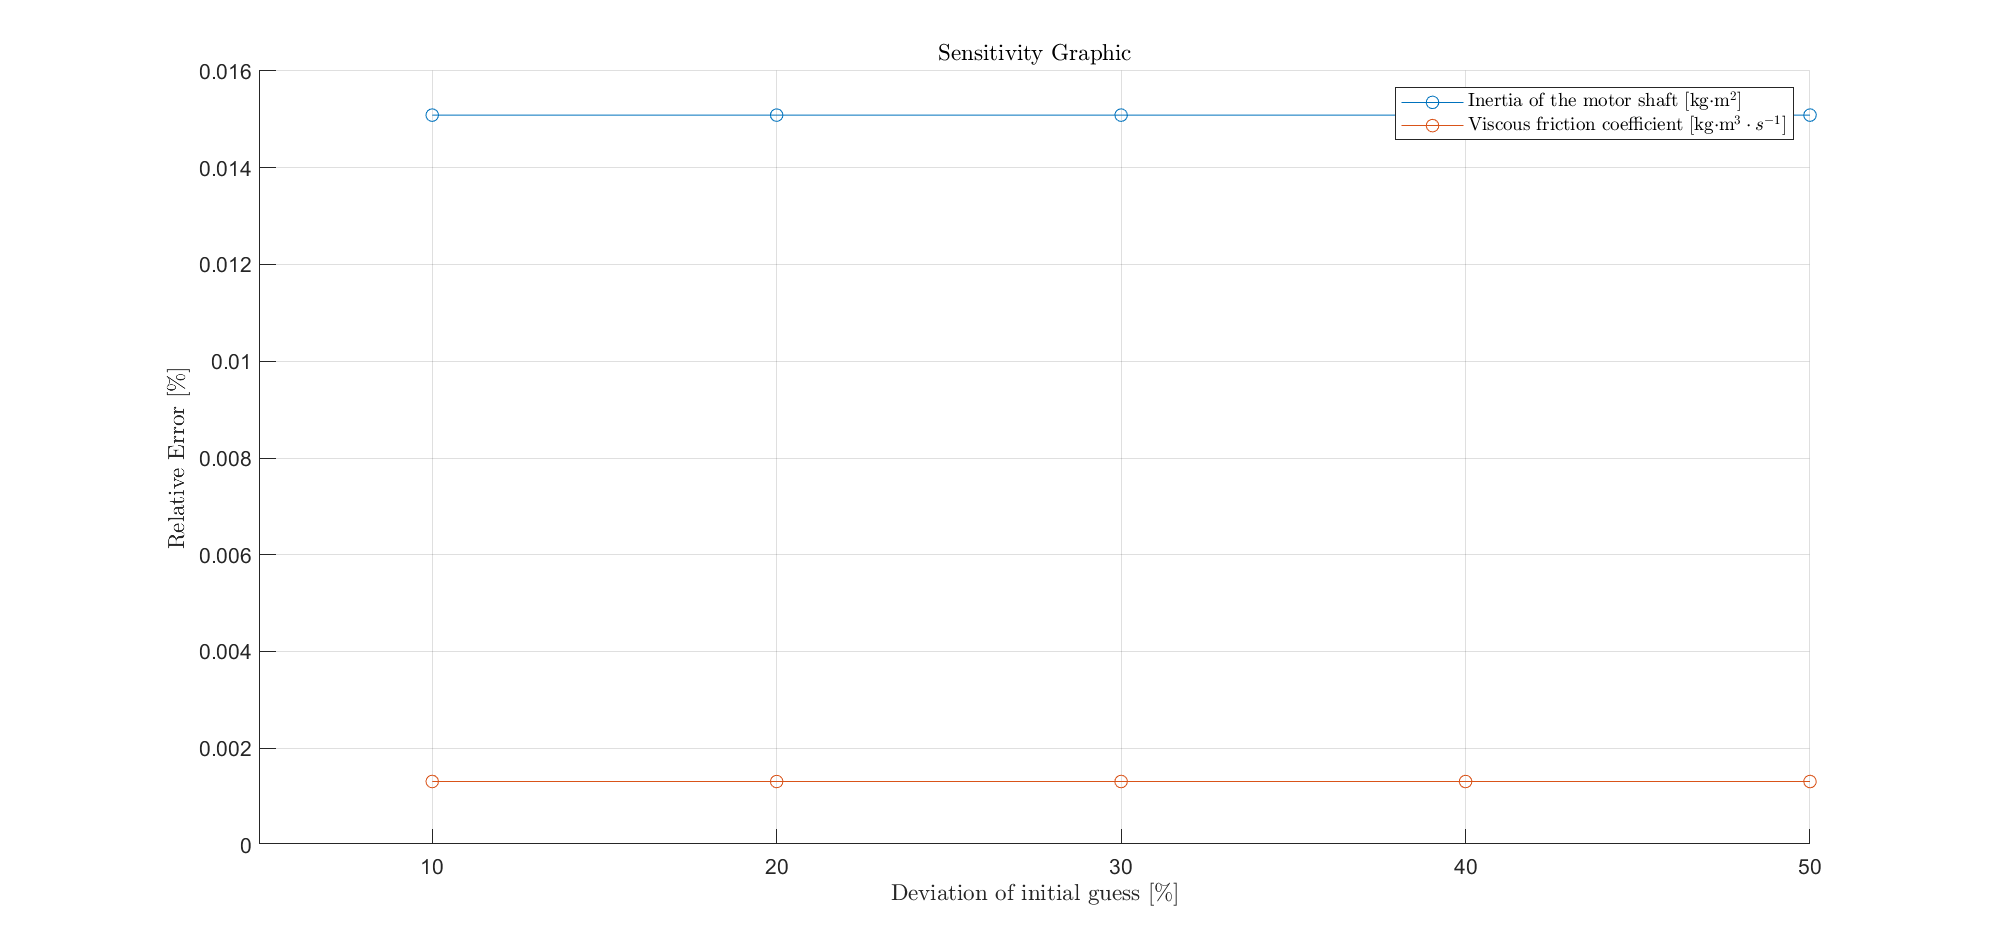 Sensitivity Graphic
0.016
Inertia of the motor shaft [kg·m²]
Viscous friction coefficient [kg·m³ · s⁻¹]
0.014
0.012
0.01
Relative Error [%]
0.008
0.006
0.004
0.002
0
10 20 30 40 50
Deviation of initial guess [%]